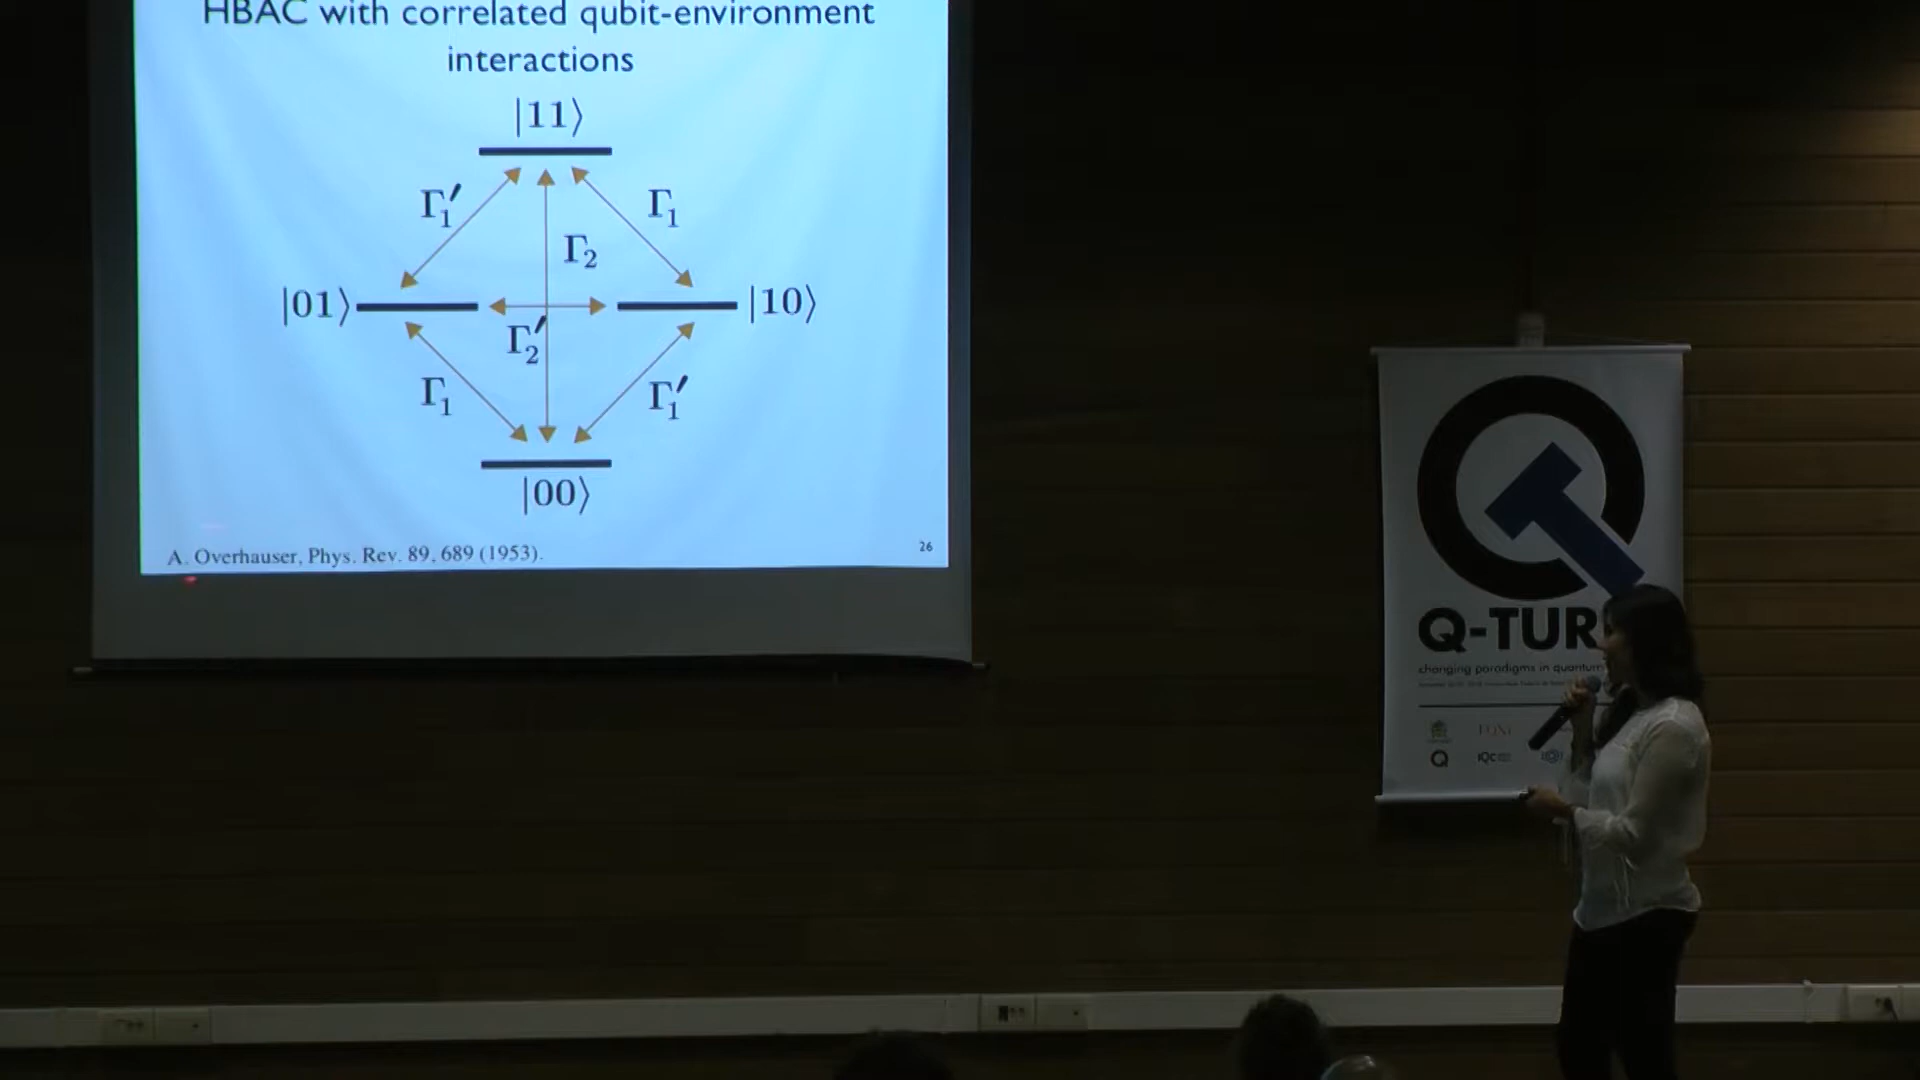 HBAC with correlated qubit-environment
interactions
|11⟩
Γ₁′
Γ₁
Γ₂
|01⟩
|10⟩
Γ₂′
Γ₁
Γ₁′
|00⟩
A. Overhauser, Phys. Rev. 89, 689 (1953).
26
Q-TUR
changing paradigms in quantum
Q
IQC